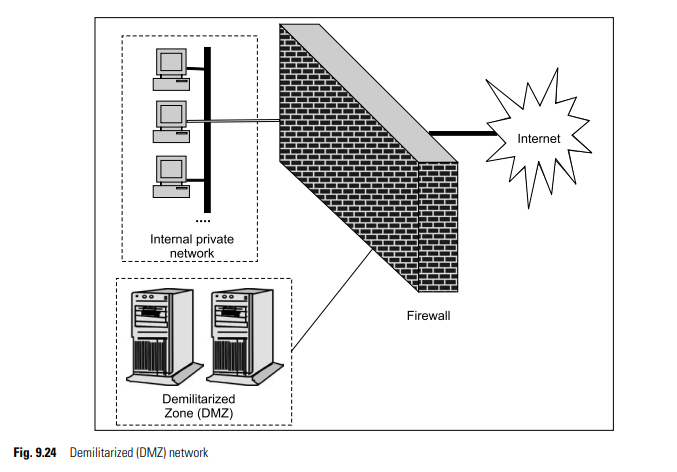 Internet
....
Internal private
network
Firewall
Demilitarized
Zone (DMZ)
Fig. 9.24 Demilitarized (DMZ) network